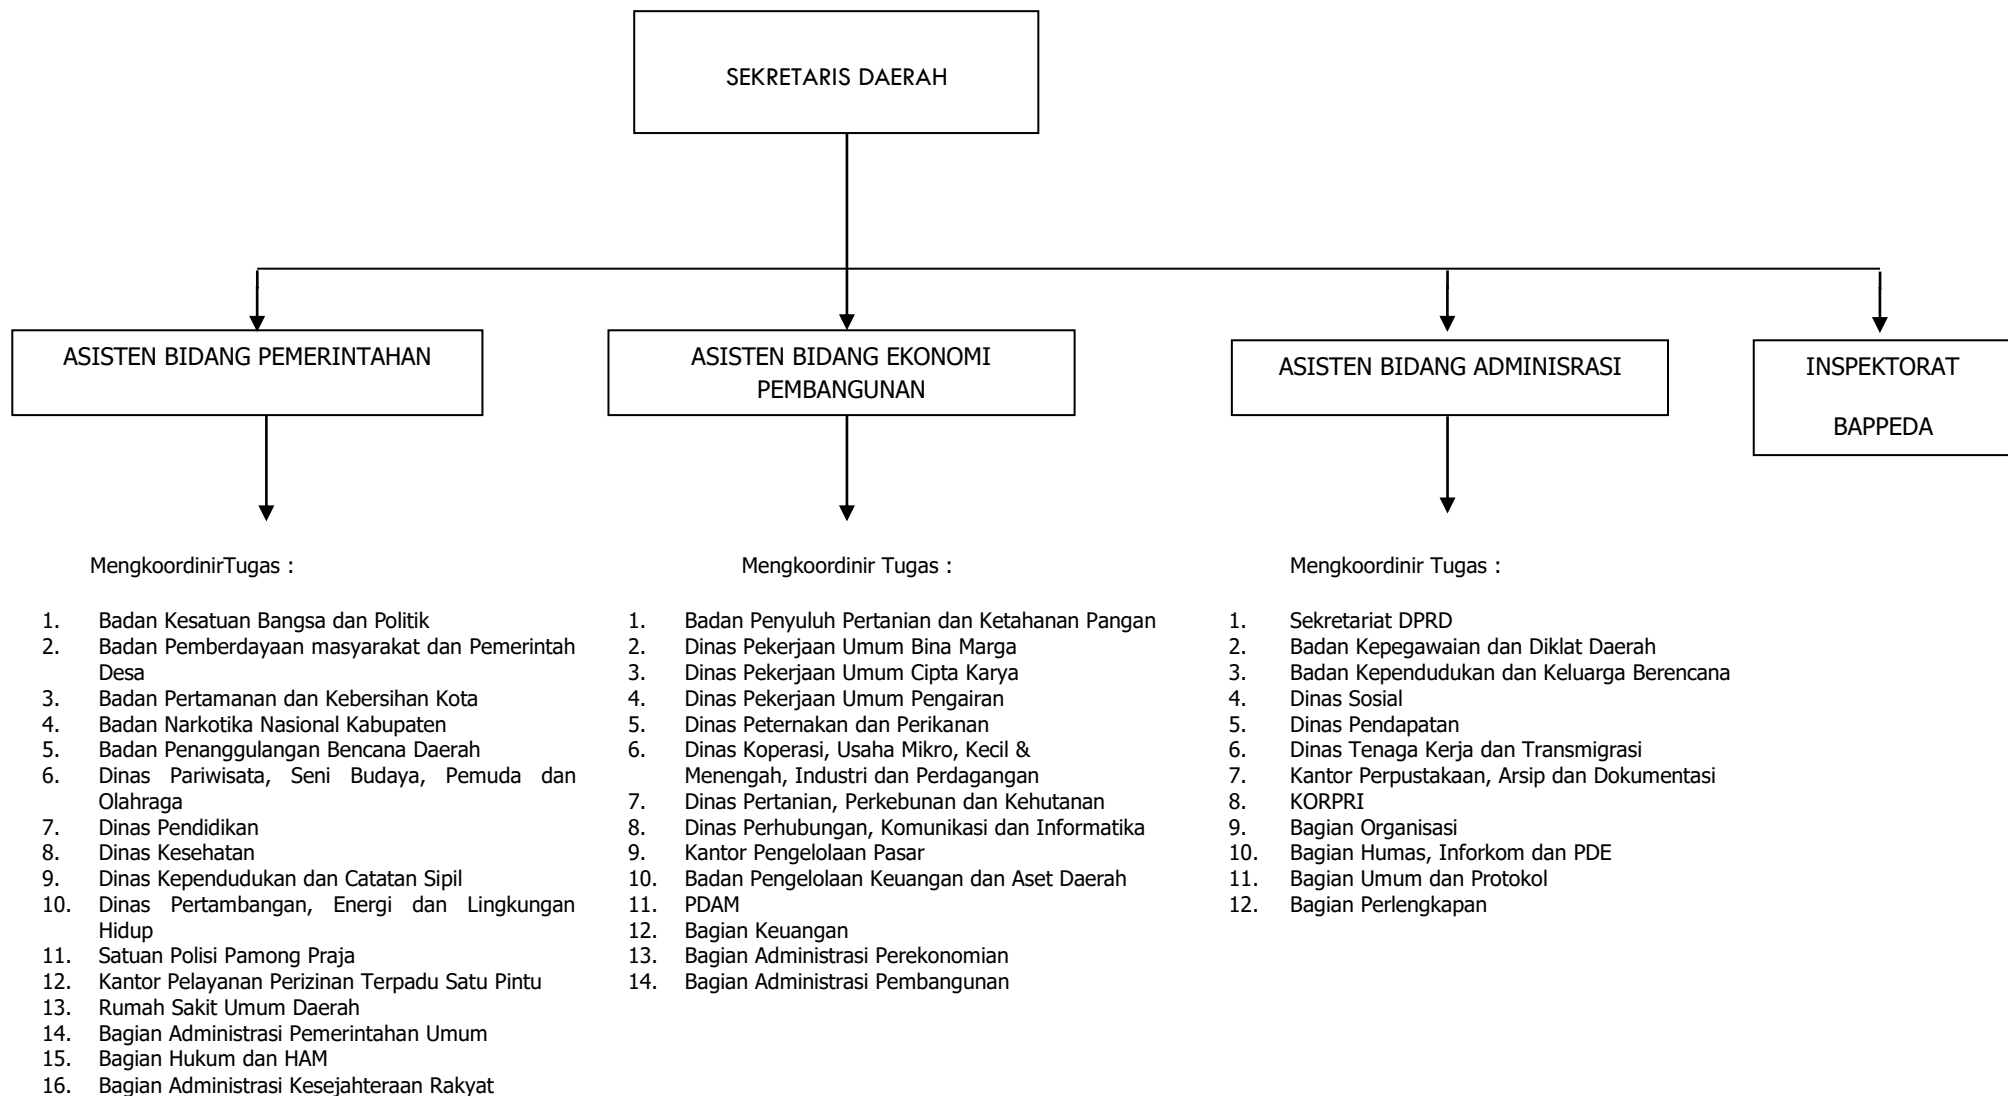 SEKRETARIS DAERAH
ASISTEN BIDANG PEMERINTAHAN
ASISTEN BIDANG EKONOMI
PEMBANGUNAN
ASISTEN BIDANG ADMINISRASI
INSPEKTORAT
BAPPEDA
MengkoordinirTugas :
1. Badan Kesatuan Bangsa dan Politik
2. Badan Pemberdayaan masyarakat dan Pemerintah
Desa
3. Badan Pertamanan dan Kebersihan Kota
4. Badan Narkotika Nasional Kabupaten
5. Badan Penanggulangan Bencana Daerah
6. Dinas Pariwisata, Seni Budaya, Pemuda dan
Olahraga
7. Dinas Pendidikan
8. Dinas Kesehatan
9. Dinas Kependudukan dan Catatan Sipil
10. Dinas Pertambangan, Energi dan Lingkungan
Hidup
11. Satuan Polisi Pamong Praja
12. Kantor Pelayanan Perizinan Terpadu Satu Pintu
13. Rumah Sakit Umum Daerah
14. Bagian Administrasi Pemerintahan Umum
15. Bagian Hukum dan HAM
16. Bagian Administrasi Kesejahteraan Rakyat
Mengkoordinir Tugas :
1. Badan Penyuluh Pertanian dan Ketahanan Pangan
2. Dinas Pekerjaan Umum Bina Marga
3. Dinas Pekerjaan Umum Cipta Karya
4. Dinas Pekerjaan Umum Pengairan
5. Dinas Peternakan dan Perikanan
6. Dinas Koperasi, Usaha Mikro, Kecil &
Menengah, Industri dan Perdagangan
7. Dinas Pertanian, Perkebunan dan Kehutanan
8. Dinas Perhubungan, Komunikasi dan Informatika
9. Kantor Pengelolaan Pasar
10. Badan Pengelolaan Keuangan dan Aset Daerah
11. PDAM
12. Bagian Keuangan
13. Bagian Administrasi Perekonomian
14. Bagian Administrasi Pembangunan
Mengkoordinir Tugas :
1. Sekretariat DPRD
2. Badan Kepegawaian dan Diklat Daerah
3. Badan Kependudukan dan Keluarga Berencana
4. Dinas Sosial
5. Dinas Pendapatan
6. Dinas Tenaga Kerja dan Transmigrasi
7. Kantor Perpustakaan, Arsip dan Dokumentasi
8. KORPRI
9. Bagian Organisasi
10. Bagian Humas, Inforkom dan PDE
11. Bagian Umum dan Protokol
12. Bagian Perlengkapan